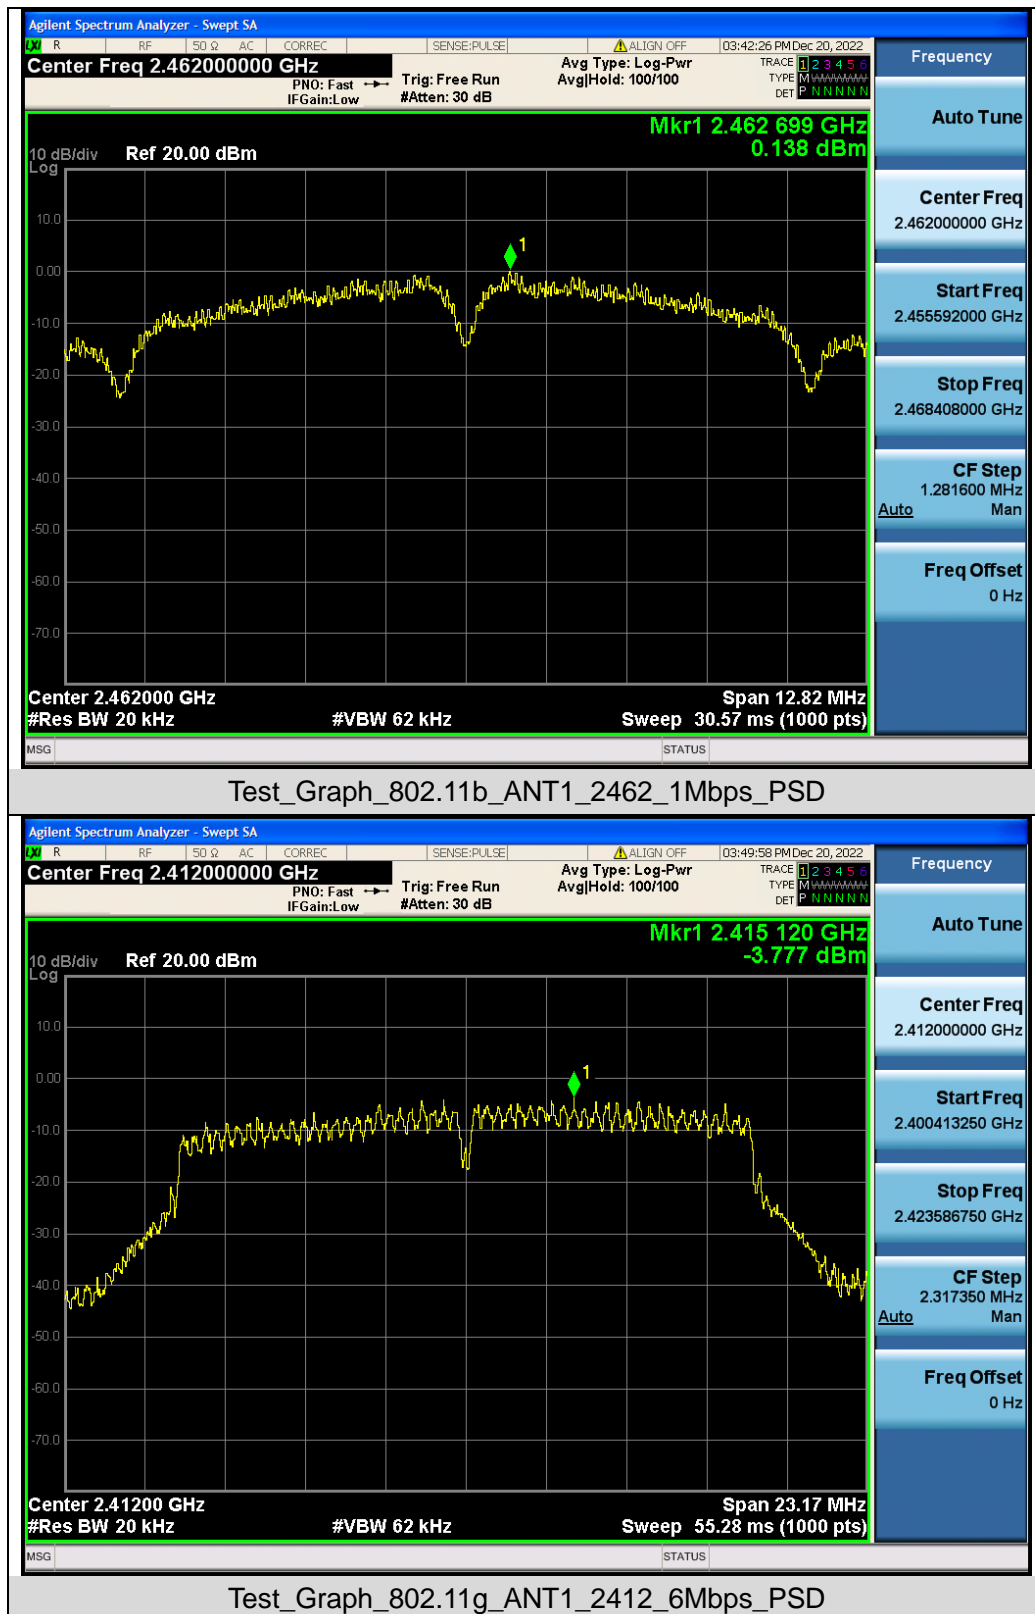 Agilent Spectrum Analyzer - Swept SA
LXI R RF 50 Ω AC CORREC SENSE:PULSE ALIGN OFF 03:42:26 PM Dec 20, 2022
Center Freq 2.462000000 GHz
PNO: Fast
IFGain:Low
Trig: Free Run
#Atten: 30 dB
Avg Type: Log-Pwr
Avg|Hold: 100/100
TRACE 1 2 3 4 5 6
TYPE M WWWWW
DET P N N N N N
Mkr1 2.462 699 GHz
0.138 dBm
10 dB/div Ref 20.00 dBm
Log
10.0
0.00
-10.0
-20.0
-30.0
-40.0
-50.0
-60.0
-70.0
1
Center 2.462000 GHz Span 12.82 MHz
#Res BW 20 kHz #VBW 62 kHz Sweep 30.57 ms (1000 pts)
MSG STATUS
Frequency
Auto Tune
Center Freq
2.462000000 GHz
Start Freq
2.455592000 GHz
Stop Freq
2.468408000 GHz
CF Step
1.281600 MHz
Auto Man
Freq Offset
0 Hz
Test_Graph_802.11b_ANT1_2462_1Mbps_PSD
Agilent Spectrum Analyzer - Swept SA
LXI R RF 50 Ω AC CORREC SENSE:PULSE ALIGN OFF 03:49:58 PM Dec 20, 2022
Center Freq 2.412000000 GHz
PNO: Fast
IFGain:Low
Trig: Free Run
#Atten: 30 dB
Avg Type: Log-Pwr
Avg|Hold: 100/100
TRACE 1 2 3 4 5 6
TYPE M WWWWW
DET P N N N N N
Mkr1 2.415 120 GHz
-3.777 dBm
10 dB/div Ref 20.00 dBm
Log
10.0
0.00
-10.0
-20.0
-30.0
-40.0
-50.0
-60.0
-70.0
1
Center 2.41200 GHz Span 23.17 MHz
#Res BW 20 kHz #VBW 62 kHz Sweep 55.28 ms (1000 pts)
MSG STATUS
Frequency
Auto Tune
Center Freq
2.412000000 GHz
Start Freq
2.400413250 GHz
Stop Freq
2.423586750 GHz
CF Step
2.317350 MHz
Auto Man
Freq Offset
0 Hz
Test_Graph_802.11g_ANT1_2412_6Mbps_PSD